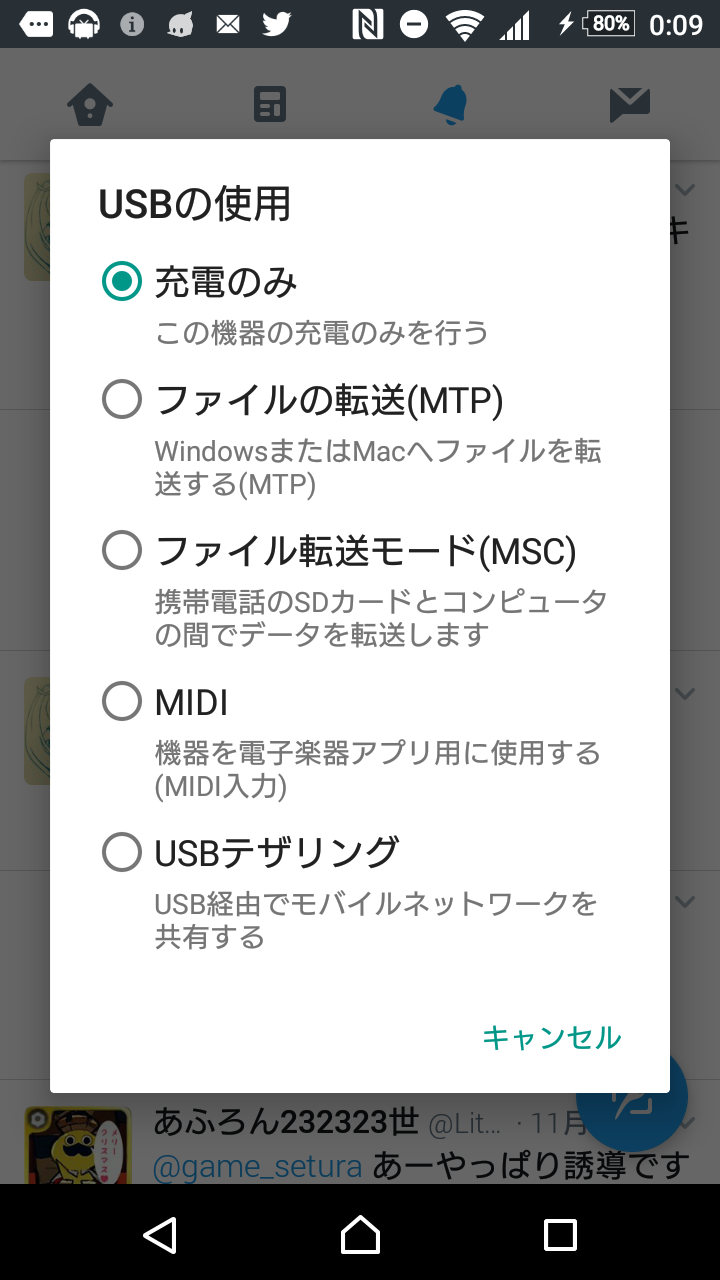 80% 0:09
USBの使用
キ
充電のみ
この機器の充電のみを行う
ファイルの転送(MTP)
WindowsまたはMacへファイルを転
送する(MTP)
ファイル転送モード(MSC)
携帯電話のSDカードとコンピュータ
の間でデータを転送します
MIDI
機器を電子楽器アプリ用に使用する
(MIDI入力)
USBテザリング
USB経由でモバイルネットワークを
共有する
キャンセル
あふろん232323世 @Lit… · 11月
メリー
クリスマス
@game_setura あーやっぱり誘導です